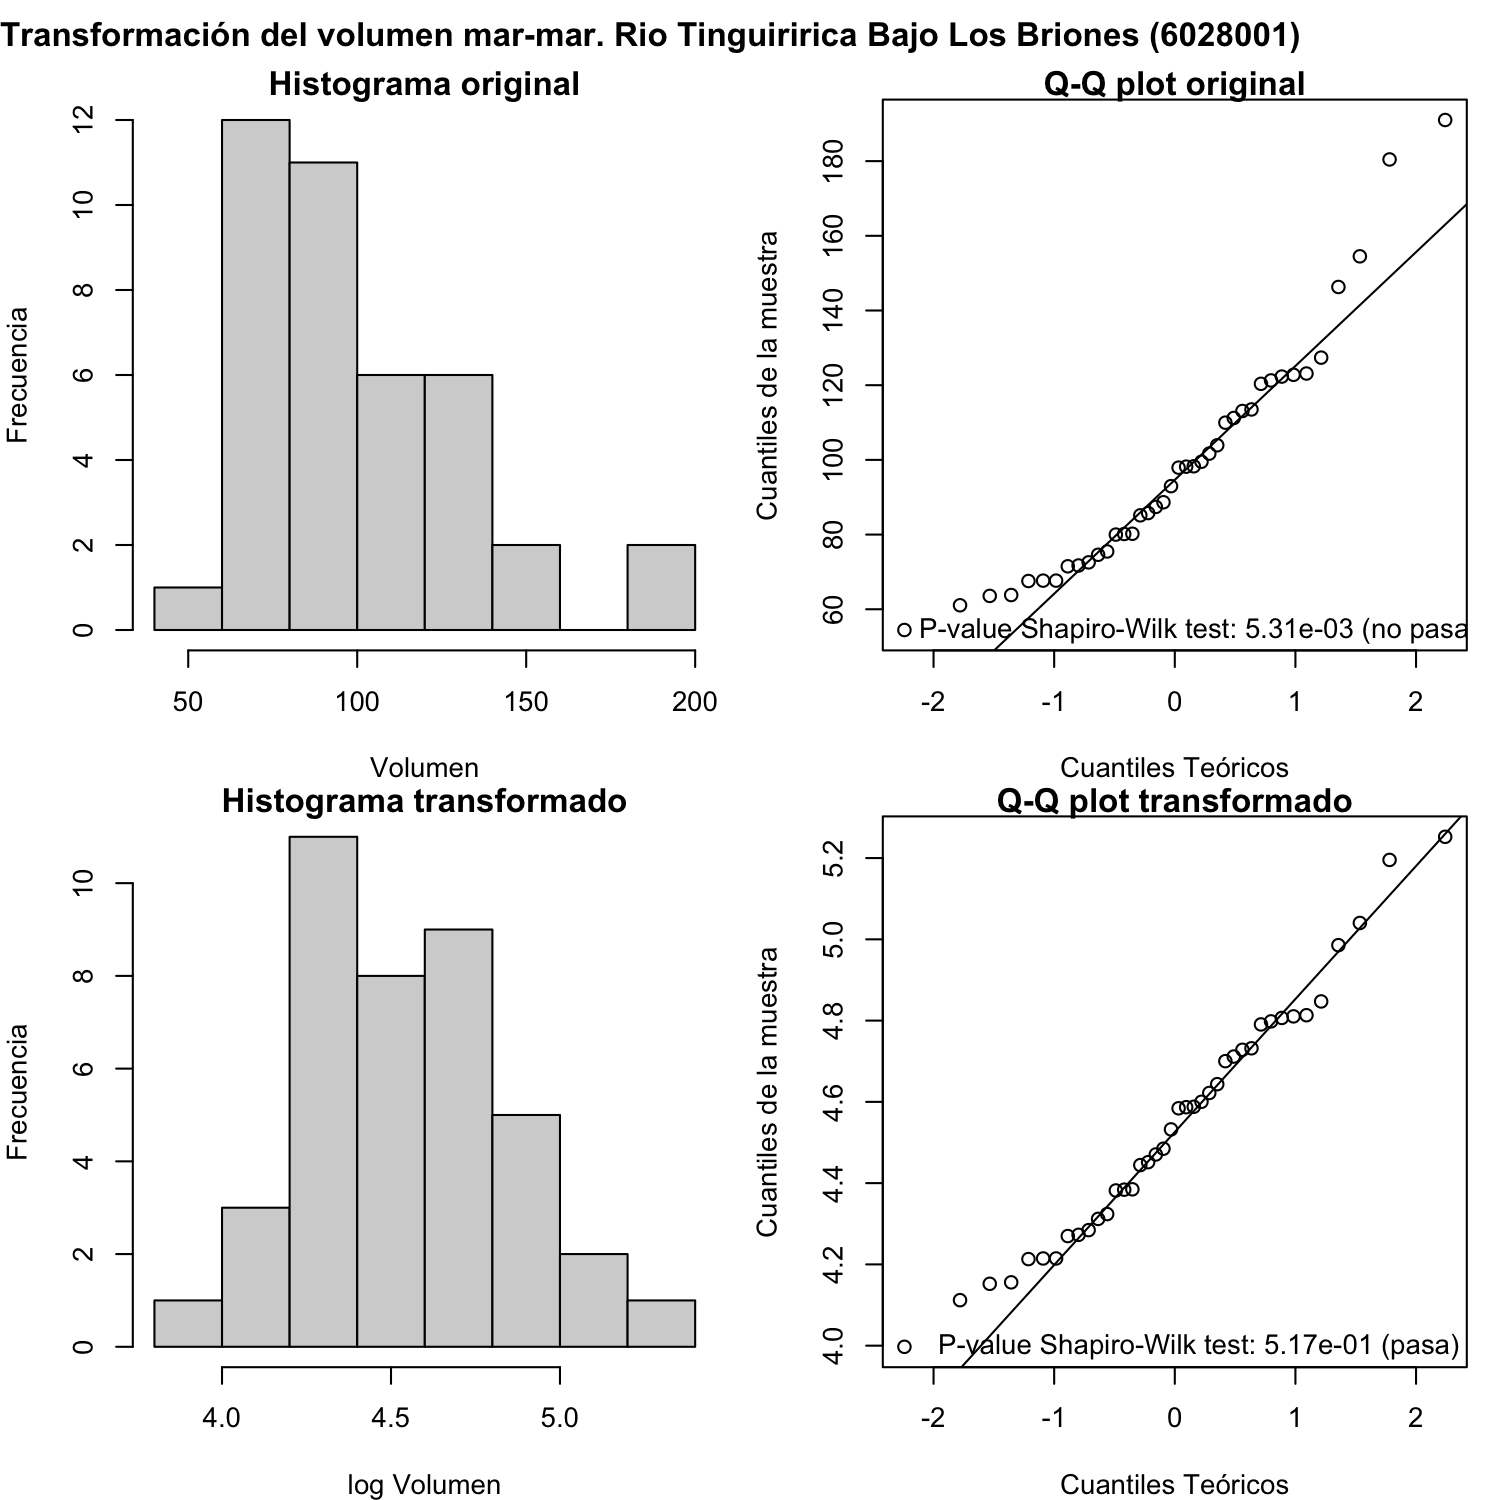 Transformación del volumen mar-mar. Rio Tinguiririca Bajo Los Briones (6028001)
Histograma original
Frecuencia
12
10
8
6
4
2
0
50 100 150 200
Volumen
Q-Q plot original
Cuantiles de la muestra
180
160
140
120
100
80
60
P-value Shapiro-Wilk test: 5.31e-03 (no pasa
-2 -1 0 1 2
Cuantiles Teóricos
Histograma transformado
Frecuencia
10
8
6
4
2
0
4.0 4.5 5.0
log Volumen
Q-Q plot transformado
Cuantiles de la muestra
5.2
5.0
4.8
4.6
4.4
4.2
4.0
P-value Shapiro-Wilk test: 5.17e-01 (pasa)
-2 -1 0 1 2
Cuantiles Teóricos